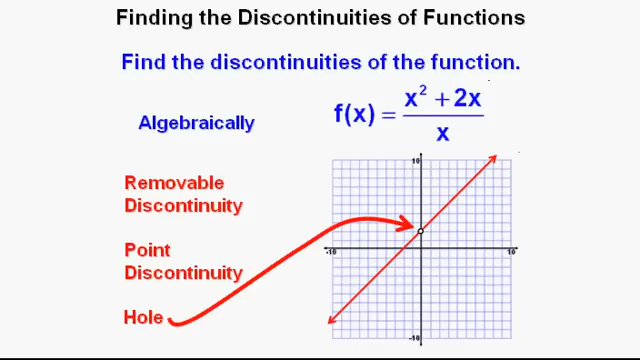 Finding the Discontinuities of Functions
Find the discontinuities of the function.
Algebraically
f(x) = x² + 2x / x
Removable
Discontinuity
Point
Discontinuity
Hole
10
-10
10
-10